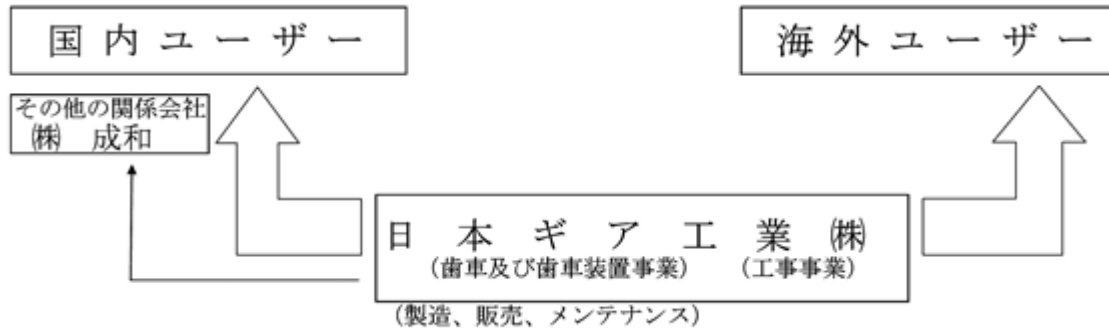 国内ユーザー
海外ユーザー
その他の関係会社
㈱ 成和
日本ギア工業㈱
(歯車及び歯車装置事業) (工事事業)
(製造、販売、メンテナンス)